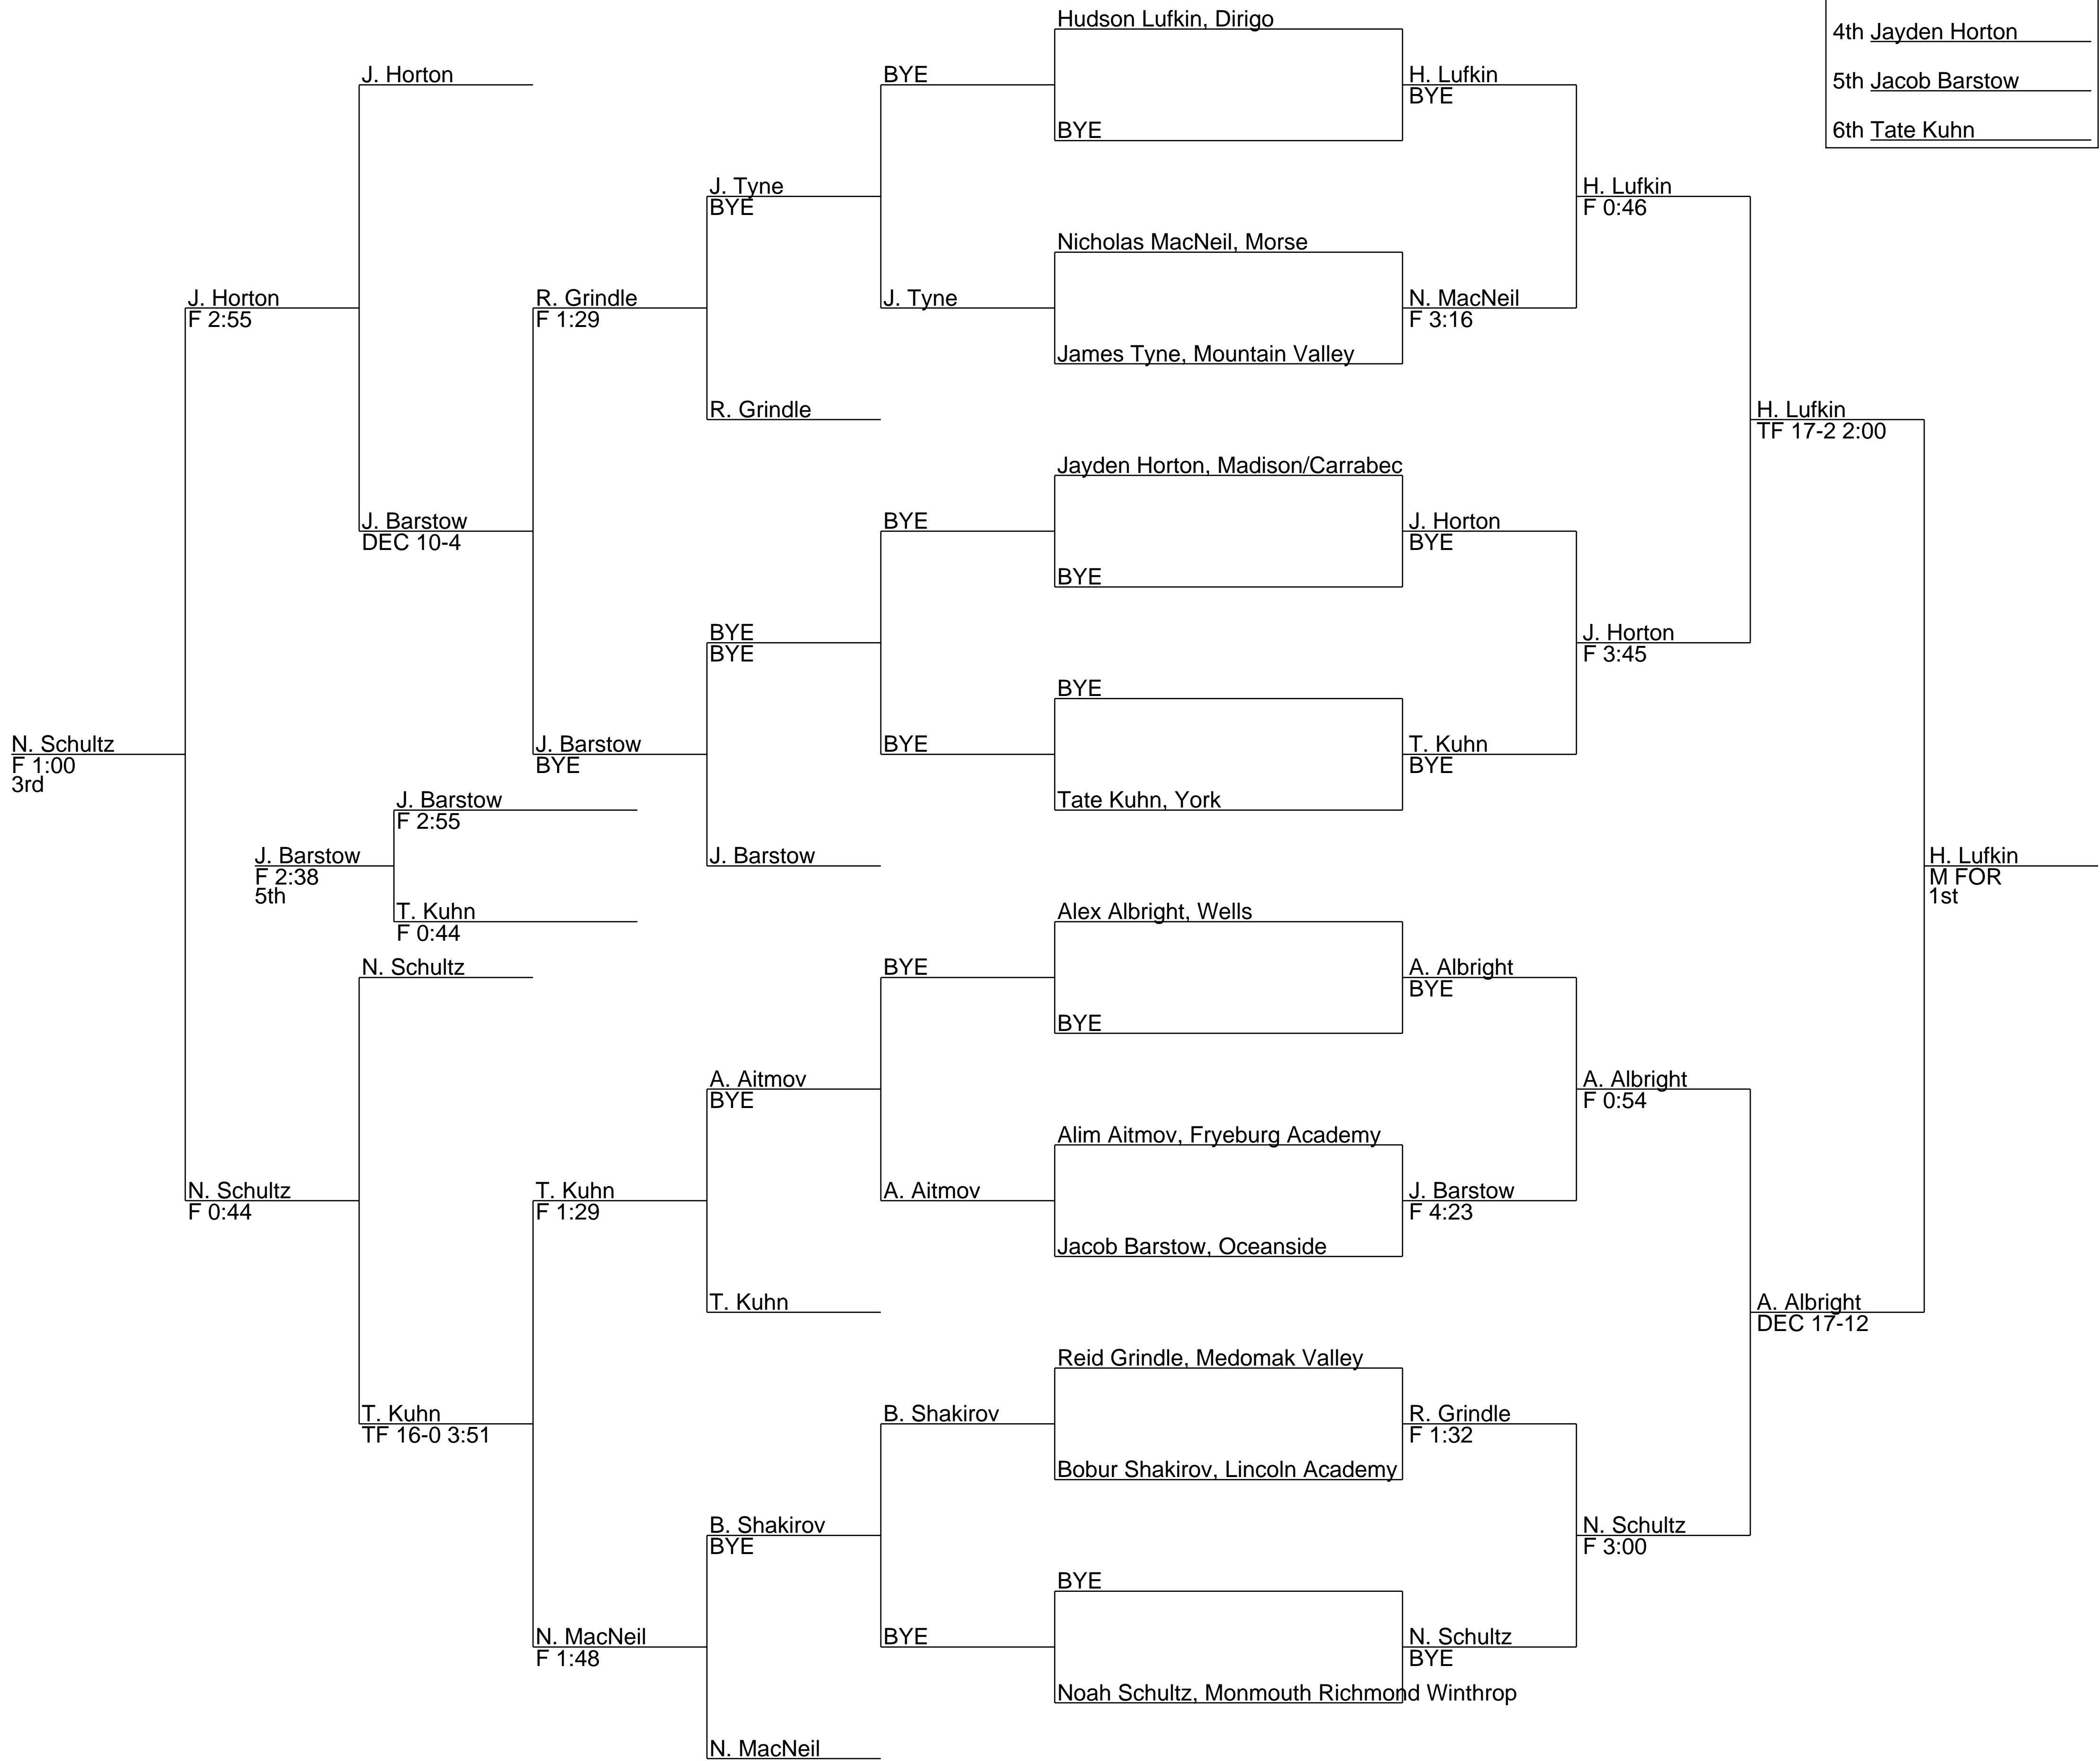 Hudson Lufkin, Dirigo
4th Jayden Horton
J. Horton
BYE
H. Lufkin
BYE
5th Jacob Barstow
BYE
6th Tate Kuhn
J. Tyne
BYE
H. Lufkin
F 0:46
Nicholas MacNeil, Morse
J. Horton
F 2:55
R. Grindle
F 1:29
J. Tyne
N. MacNeil
F 3:16
James Tyne, Mountain Valley
R. Grindle
H. Lufkin
TF 17-2 2:00
Jayden Horton, Madison/Carrabec
J. Barstow
DEC 10-4
BYE
J. Horton
BYE
BYE
BYE
BYE
J. Horton
F 3:45
BYE
N. Schultz
F 1:00
3rd
J. Barstow
BYE
BYE
T. Kuhn
BYE
J. Barstow
F 2:55
Tate Kuhn, York
J. Barstow
F 2:38
5th
J. Barstow
H. Lufkin
M FOR
1st
T. Kuhn
F 0:44
Alex Albright, Wells
N. Schultz
BYE
A. Albright
BYE
BYE
A. Aitmov
BYE
A. Albright
F 0:54
Alim Aitmov, Fryeburg Academy
N. Schultz
F 0:44
T. Kuhn
F 1:29
A. Aitmov
J. Barstow
F 4:23
Jacob Barstow, Oceanside
T. Kuhn
A. Albright
DEC 17-12
Reid Grindle, Medomak Valley
T. Kuhn
TF 16-0 3:51
B. Shakirov
R. Grindle
F 1:32
Bobur Shakirov, Lincoln Academy
B. Shakirov
BYE
N. Schultz
F 3:00
BYE
N. MacNeil
F 1:48
BYE
N. Schultz
BYE
Noah Schultz, Monmouth Richmond Winthrop
N. MacNeil